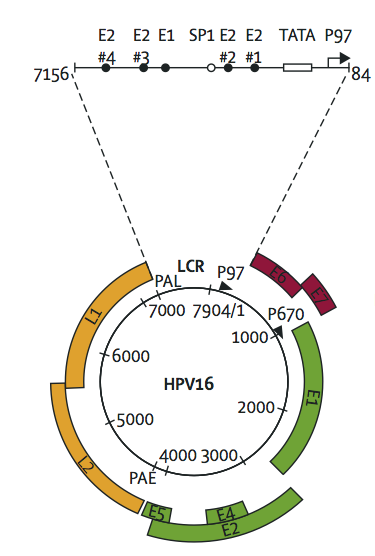 E2 E2 E1 SP1 E2 E2 TATA P97
#4 #3 #2 #1
7156 84
LCR
PAL P97
E6
E7
7000 7904/1
L1
P670
1000
6000
HPV16
E1
2000
5000
L2
4000 3000
PAE
E5 E4
E2